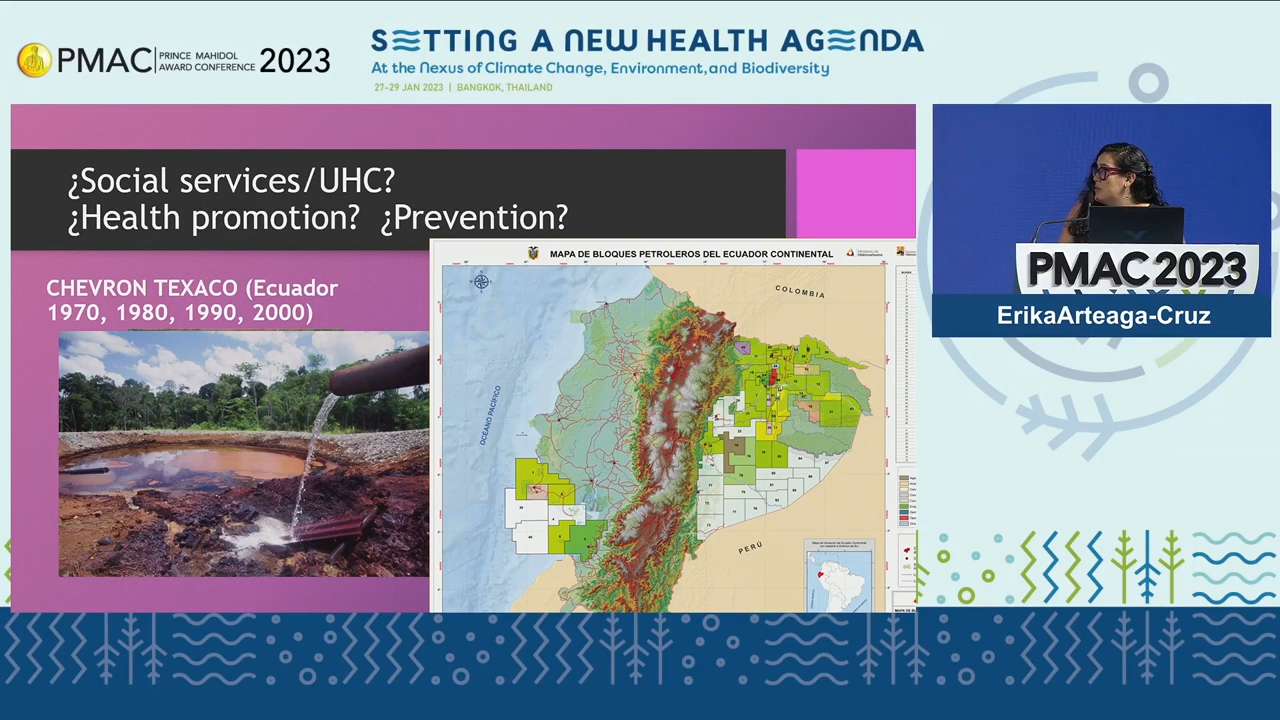 PMAC
PRINCE MAHIDOL
AWARD CONFERENCE
2023
SETTING A NEW HEALTH AGENDA
At the Nexus of Climate Change, Environment, and Biodiversity
27-29 JAN 2023 | BANGKOK, THAILAND
¿Social services/UHC?
¿Health promotion? ¿Prevention?
CHEVRON TEXACO (Ecuador
1970, 1980, 1990, 2000)
MAPA DE BLOQUES PETROLEROS DEL ECUADOR CONTINENTAL
COLOMBIA
OCÉANO PACÍFICO
PERÚ
PMAC 2023
ErikaArteaga-Cruz